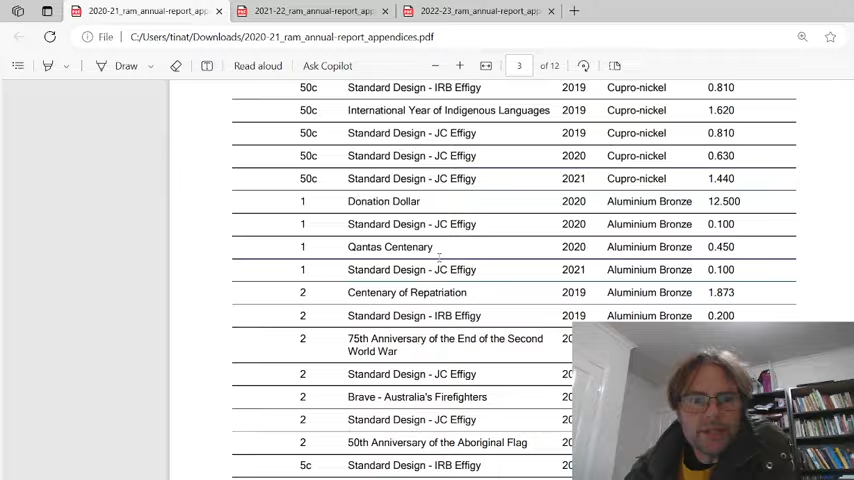 2020-21_ram_annual-report_app
2021-22_ram_annual-report_app
2022-23_ram_annual-report_app
File C:/Users/tinat/Downloads/2020-21_ram_annual-report_appendices.pdf
Draw Read aloud Ask Copilot 3 of 12
50c Standard Design - IRB Effigy 2019 Cupro-nickel 0.810
50c International Year of Indigenous Languages 2019 Cupro-nickel 1.620
50c Standard Design - JC Effigy 2019 Cupro-nickel 0.810
50c Standard Design - JC Effigy 2020 Cupro-nickel 0.630
50c Standard Design - JC Effigy 2021 Cupro-nickel 1.440
1 Donation Dollar 2020 Aluminium Bronze 12.500
1 Standard Design - JC Effigy 2020 Aluminium Bronze 0.100
1 Qantas Centenary 2020 Aluminium Bronze 0.450
1 Standard Design - JC Effigy 2021 Aluminium Bronze 0.100
2 Centenary of Repatriation 2019 Aluminium Bronze 1.873
2 Standard Design - IRB Effigy 2019 Aluminium Bronze 0.200
2 75th Anniversary of the End of the Second 20
World War
2 Standard Design - JC Effigy 20
2 Brave - Australia's Firefighters 20
2 Standard Design - JC Effigy 20
2 50th Anniversary of the Aboriginal Flag 20
5c Standard Design - IRB Effigy 20